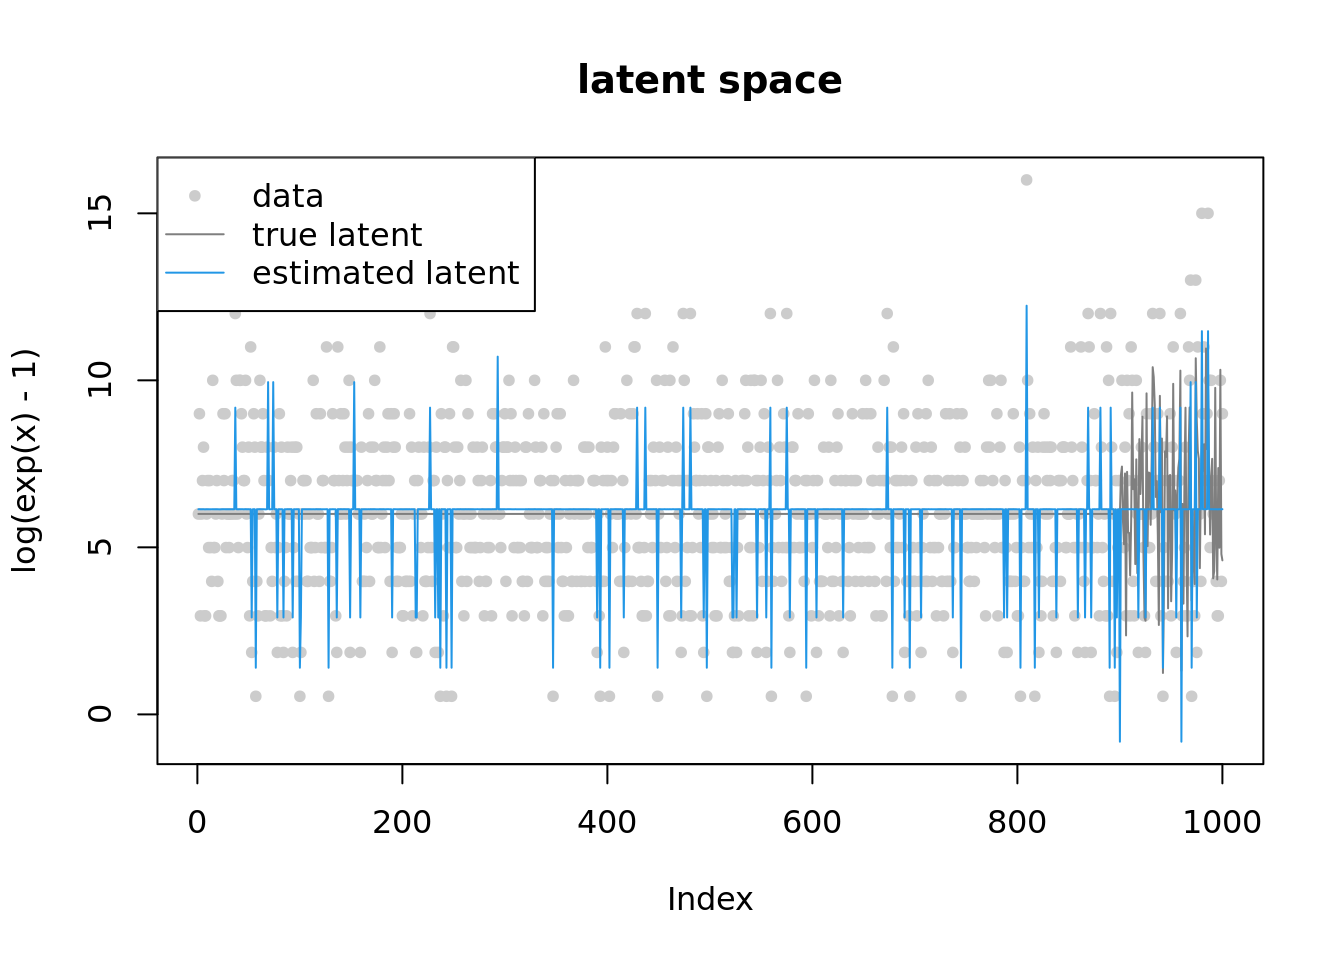 latent space
data
true latent
estimated latent
log(exp(x) - 1)
15
10
5
0
0 200 400 600 800 1000
Index